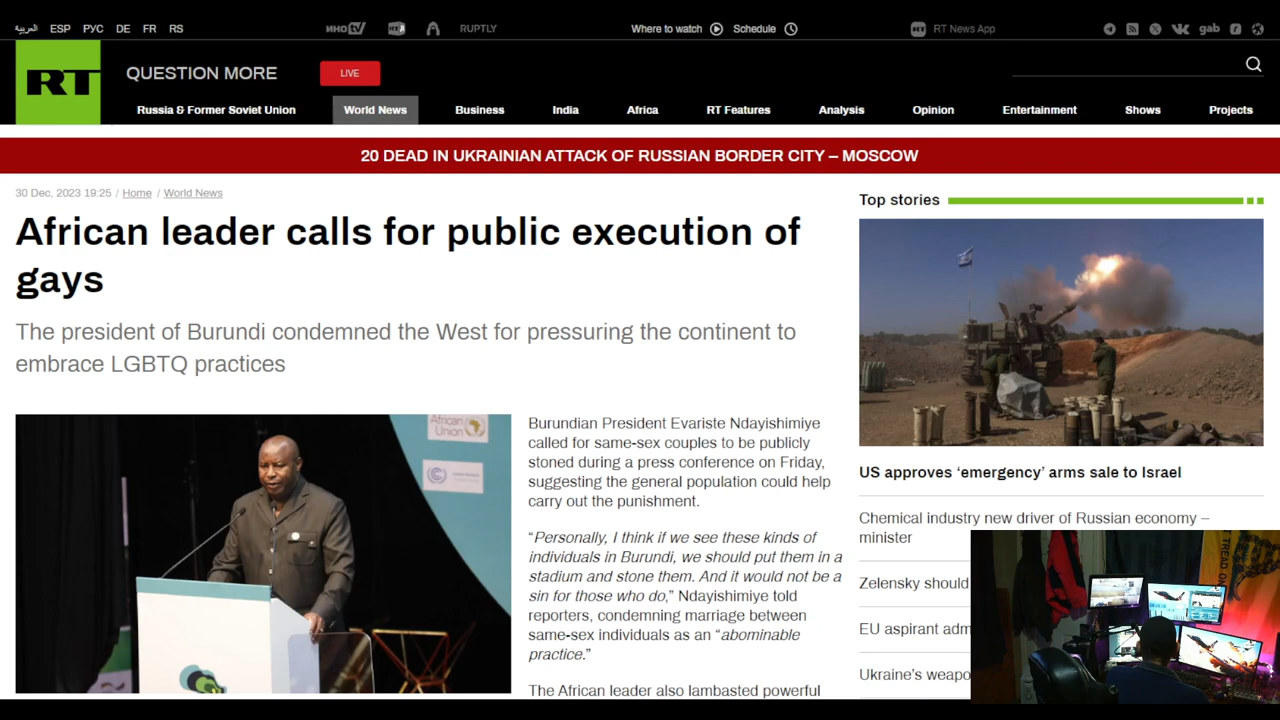 العربية ESP РУС DE FR RS ИНОTV RUPTLY Where to watch Schedule RT News App gab
RT QUESTION MORE LIVE
Russia & Former Soviet Union World News Business India Africa RT Features Analysis Opinion Entertainment Shows Projects
20 DEAD IN UKRAINIAN ATTACK OF RUSSIAN BORDER CITY – MOSCOW
30 Dec, 2023 19:25 / Home / World News
African leader calls for public execution of
gays
The president of Burundi condemned the West for pressuring the continent to
embrace LGBTQ practices
African
Union
Burundian President Evariste Ndayishimiye
called for same-sex couples to be publicly
stoned during a press conference on Friday,
suggesting the general population could help
carry out the punishment.
“Personally, I think if we see these kinds of
individuals in Burundi, we should put them in a
stadium and stone them. And it would not be a
sin for those who do,” Ndayishimiye told
reporters, condemning marriage between
same-sex individuals as an “abominable
practice.”
The African leader also lambasted powerful
Top stories
US approves ‘emergency’ arms sale to Israel
Chemical industry new driver of Russian economy –
minister
Zelensky should
EU aspirant adm
Ukraine's weapo
T TREAD ON